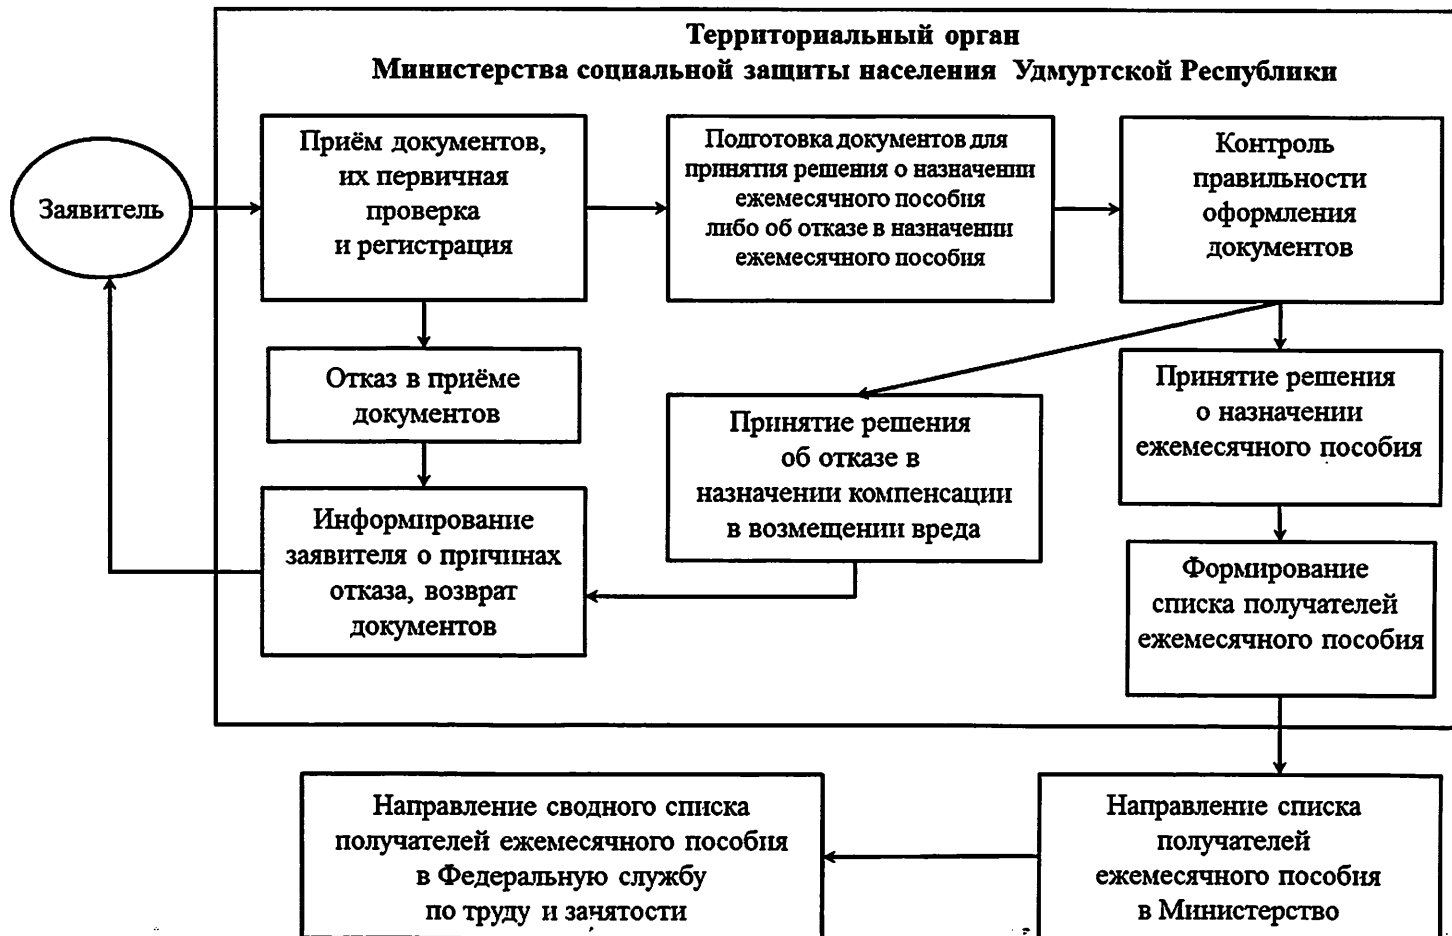 Территориальный орган
Министерства социальной защиты населения Удмуртской Республики
Заявитель
Приём документов,
их первичная
проверка
и регистрация
Подготовка документов для
принятия решения о назначении
ежемесячного пособия
либо об отказе в назначении
ежемесячного пособия
Контроль
правильности
оформления
документов
Отказ в приёме
документов
Принятие решения
об отказе в
назначении компенсации
в возмещении вреда
Принятие решения
о назначении
ежемесячного пособия
Информирование
заявителя о причинах
отказа, возврат
документов
Формирование
списка получателей
ежемесячного пособия
Направление сводного списка
получателей ежемесячного пособия
в Федеральную службу
по труду и занятости
Направление списка
получателей
ежемесячного пособия
в Министерство